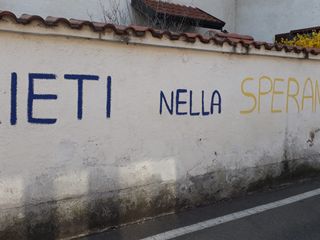 IETI NELLA SPERAN